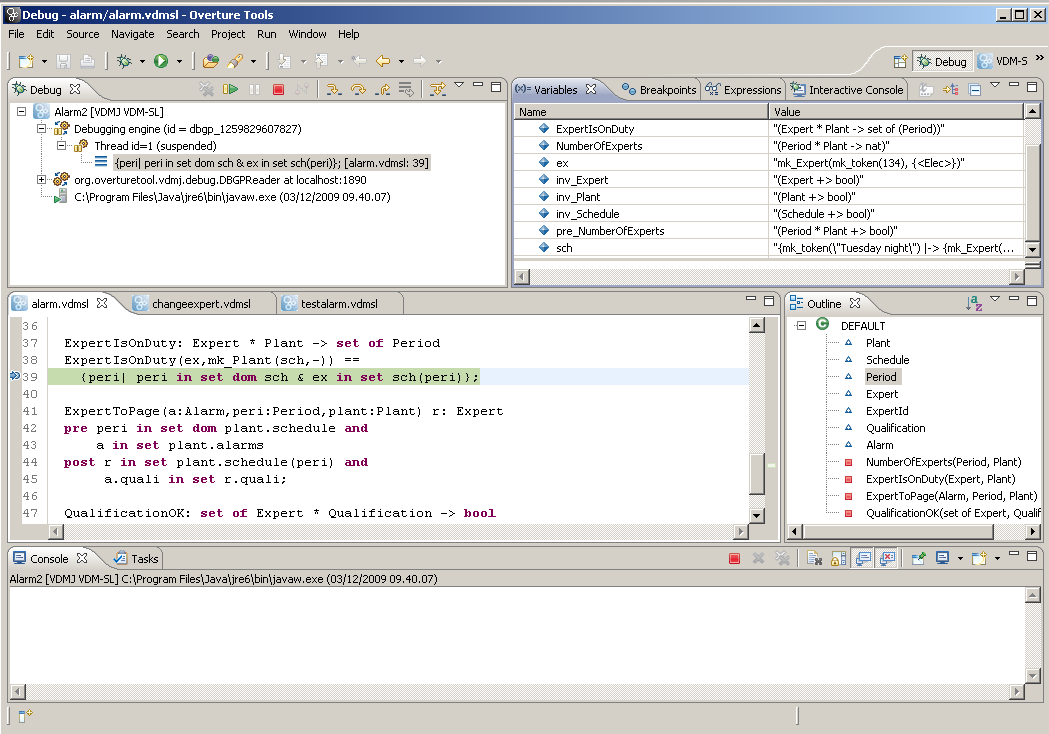 Debug - alarm/alarm.vdmsl - Overture Tools
File Edit Source Navigate Search Project Run Window Help
Debug VDM-S »
Debug
Alarm2 [VDMJ VDM-SL]
Debugging engine (id = dbgp_1259829607827)
Thread id=1 (suspended)
{peri| peri in set dom sch & ex in set sch(peri)}; [alarm.vdmsl: 39]
org.overturetool.vdmj.debug.DBGPReader at localhost:1890
C:\Program Files\Java\jre6\bin\javaw.exe (03/12/2009 09.40.07)
(x)= Variables Breakpoints Expressions Interactive Console
Name Value
ExpertIsOnDuty "(Expert * Plant -> set of (Period))"
NumberOfExperts "(Period * Plant -> nat)"
ex "mk_Expert(mk_token(134), {<Elec>})"
inv_Expert "(Expert +> bool)"
inv_Plant "(Plant +> bool)"
inv_Schedule "(Schedule +> bool)"
pre_NumberOfExperts "(Period * Plant +> bool)"
sch "{mk_token(\"Tuesday night\") |-> {mk_Expert(...
alarm.vdmsl changeexpert.vdmsl testalarm.vdmsl
36
37 ExpertIsOnDuty: Expert * Plant -> set of Period
38 ExpertIsOnDuty(ex,mk_Plant(sch,-)) ==
39 {peri| peri in set dom sch & ex in set sch(peri)};
40
41 ExpertToPage(a:Alarm,peri:Period,plant:Plant) r: Expert
42 pre peri in set dom plant.schedule and
43 a in set plant.alarms
44 post r in set plant.schedule(peri) and
45 a.quali in set r.quali;
46
47 QualificationOK: set of Expert * Qualification -> bool
Outline
DEFAULT
Plant
Schedule
Period
Expert
ExpertId
Qualification
Alarm
NumberOfExperts(Period, Plant)
ExpertIsOnDuty(Expert, Plant)
ExpertToPage(Alarm, Period, Plant)
QualificationOK(set of Expert, Qualif
Console Tasks
Alarm2 [VDMJ VDM-SL] C:\Program Files\Java\jre6\bin\javaw.exe (03/12/2009 09.40.07)